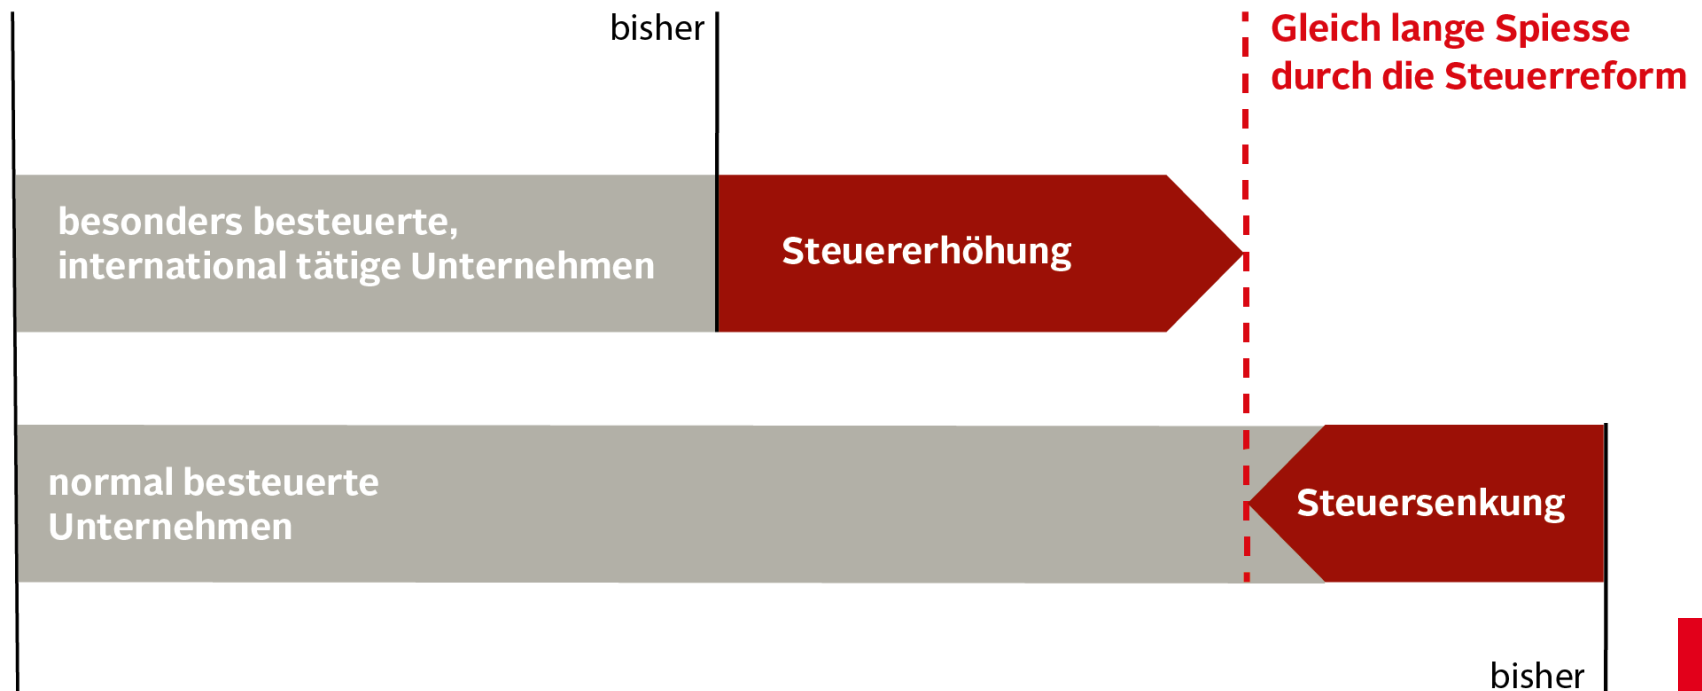 bisher
Gleich lange Spiesse
durch die Steuerreform
besonders besteuerte,
international tätige Unternehmen
Steuererhöhung
normal besteuerte
Unternehmen
Steuersenkung
bisher